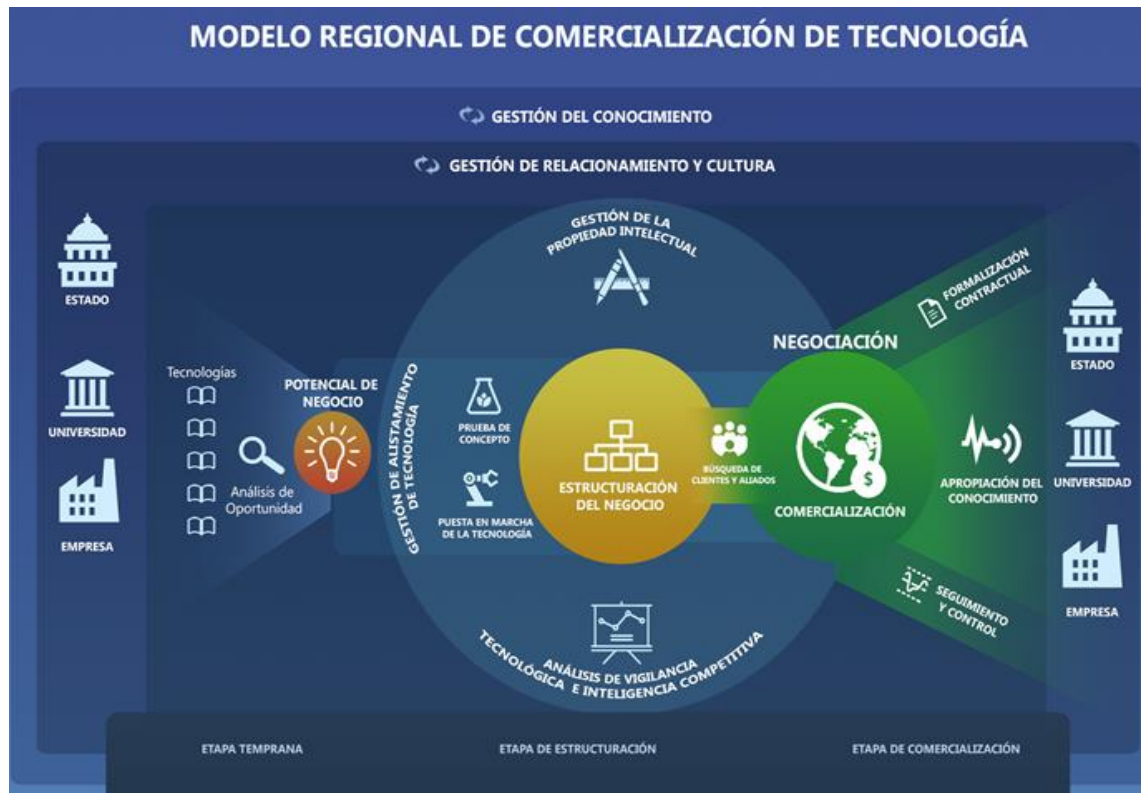 MODELO REGIONAL DE COMERCIALIZACIÓN DE TECNOLOGÍA
GESTIÓN DEL CONOCIMIENTO
GESTIÓN DE RELACIONAMIENTO Y CULTURA
ESTADO
UNIVERSIDAD
EMPRESA
Tecnologías
Análisis de
Oportunidad
POTENCIAL DE
NEGOCIO
GESTIÓN DE ALISTAMIENTO
DE TECNOLOGÍA
GESTIÓN DE LA
PROPIEDAD INTELECTUAL
PRUEBA DE
CONCEPTO
PUESTA EN MARCHA
DE LA TECNOLOGÍA
ESTRUCTURACIÓN
DEL NEGOCIO
ANÁLISIS DE VIGILANCIA
TECNOLÓGICA E INTELIGENCIA COMPETITIVA
BÚSQUEDA DE
CLIENTES Y ALIADOS
NEGOCIACIÓN
$
COMERCIALIZACIÓN
FORMALIZACIÓN
CONTRACTUAL
APROPIACIÓN DEL
CONOCIMIENTO
SEGUIMIENTO
Y CONTROL
ESTADO
UNIVERSIDAD
EMPRESA
ETAPA TEMPRANA
ETAPA DE ESTRUCTURACIÓN
ETAPA DE COMERCIALIZACIÓN